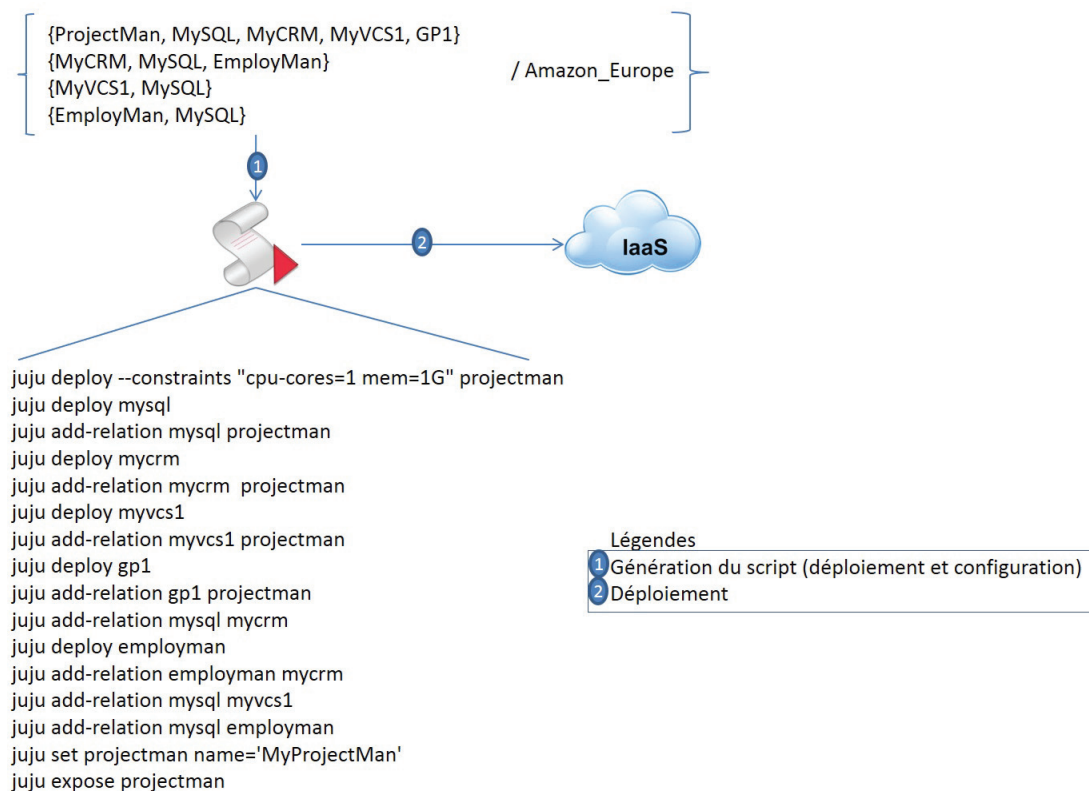 {ProjectMan, MySQL, MyCRM, MyVCS1, GP1}
{MyCRM, MySQL, EmployMan}
{MyVCS1, MySQL}
{EmployMan, MySQL}
/ Amazon_Europe
1
2
IaaS
juju deploy --constraints "cpu-cores=1 mem=1G" projectman
juju deploy mysql
juju add-relation mysql projectman
juju deploy mycrm
juju add-relation mycrm  projectman
juju deploy myvcs1
juju add-relation myvcs1 projectman
juju deploy gp1
juju add-relation gp1 projectman
juju add-relation mysql mycrm
juju deploy employman
juju add-relation employman mycrm
juju add-relation mysql myvcs1
juju add-relation mysql employman
juju set projectman name='MyProjectMan'
juju expose projectman
Légendes
1 Génération du script (déploiement et configuration)
2 Déploiement